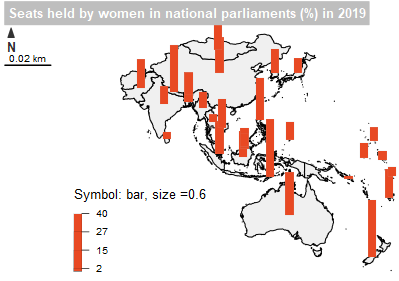 Seats held by women in national parliaments (%) in 2019
N
0.02 km
Symbol: bar, size =0.6
40
27
15
2